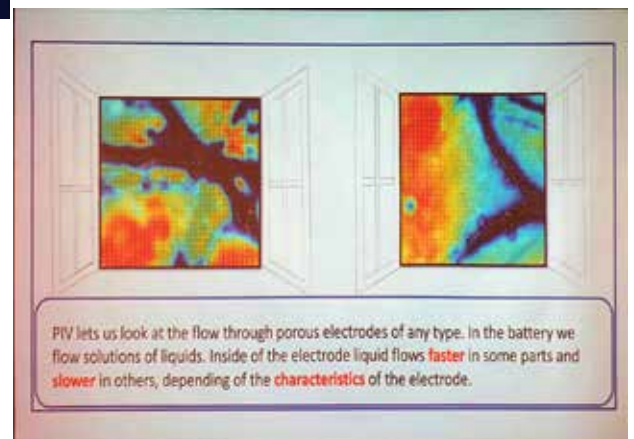 PIV lets us look at the flow through porous electrodes of any type. In the battery we
flow solutions of liquids. Inside of the electrode liquid flows faster in some parts and
slower in others, depending of the characteristics of the electrode.